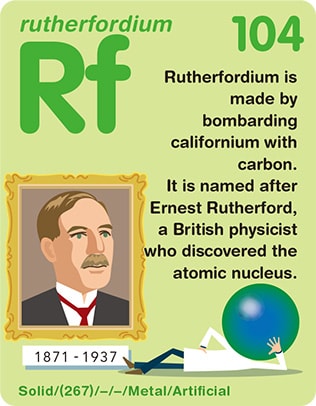 rutherfordium
Rf
104
Rutherfordium is
made by
bombarding
californium with
carbon.
It is named after
Ernest Rutherford,
a British physicist
who discovered the
atomic nucleus.
1871 - 1937
Solid/(267)/–/–/Metal/Artificial